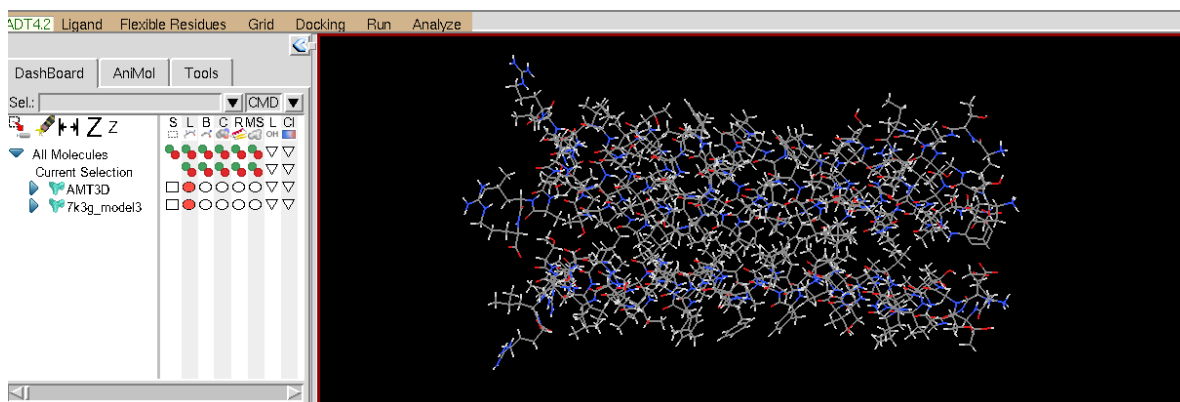 ADT4.2 Ligand Flexible Residues Grid Docking Run Analyze
DashBoard AniMol Tools
Sel.: CMD
Z Z S L B C R MS L Cl
OH
All Molecules
Current Selection
AMT3D
7k3g_model3